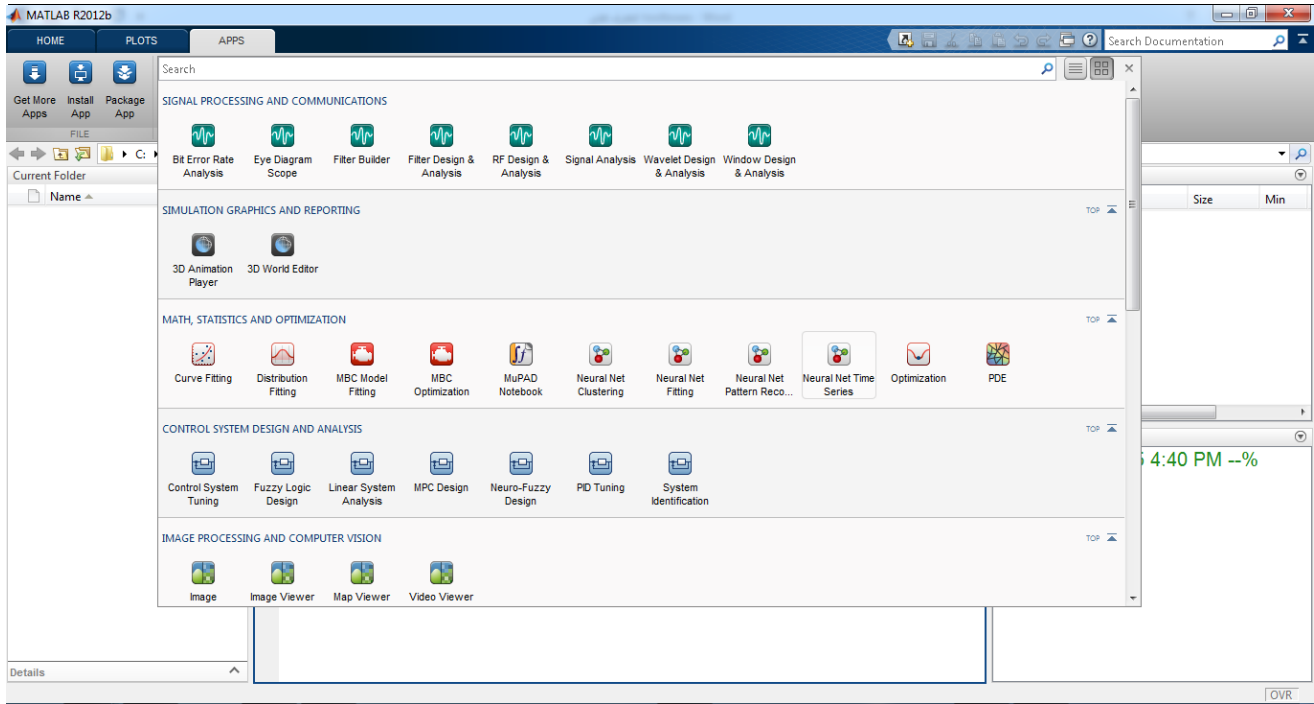 MATLAB R2012b
HOME PLOTS APPS
Search Documentation
Get More Apps
Install App
Package App
FILE
Search
C:
Current Folder
Name
SIGNAL PROCESSING AND COMMUNICATIONS
Bit Error Rate Analysis
Eye Diagram Scope
Filter Builder
Filter Design & Analysis
RF Design & Analysis
Signal Analysis
Wavelet Design & Analysis
Window Design & Analysis
SIMULATION GRAPHICS AND REPORTING
TOP
3D Animation Player
3D World Editor
MATH, STATISTICS AND OPTIMIZATION
TOP
Curve Fitting
Distribution Fitting
MBC Model Fitting
MBC Optimization
MuPAD Notebook
Neural Net Clustering
Neural Net Fitting
Neural Net Pattern Reco...
Neural Net Time Series
Optimization
PDE
CONTROL SYSTEM DESIGN AND ANALYSIS
TOP
Control System Tuning
Fuzzy Logic Design
Linear System Analysis
MPC Design
Neuro-Fuzzy Design
PID Tuning
System Identification
IMAGE PROCESSING AND COMPUTER VISION
TOP
Image
Image Viewer
Map Viewer
Video Viewer
Size Min
4:40 PM --%
Details
OVR